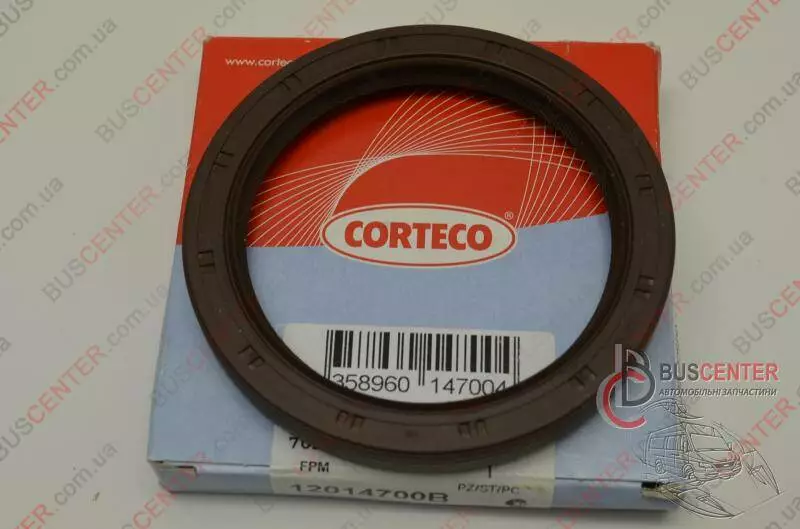 www.corteco
CORTECO®
358960 147004
FPM
1
PZ/ST/PC
12014700B
BUSCENTER
АВТОМОБІЛЬНІ ЗАПЧАСТИНИ
BUSCENTER.com.ua